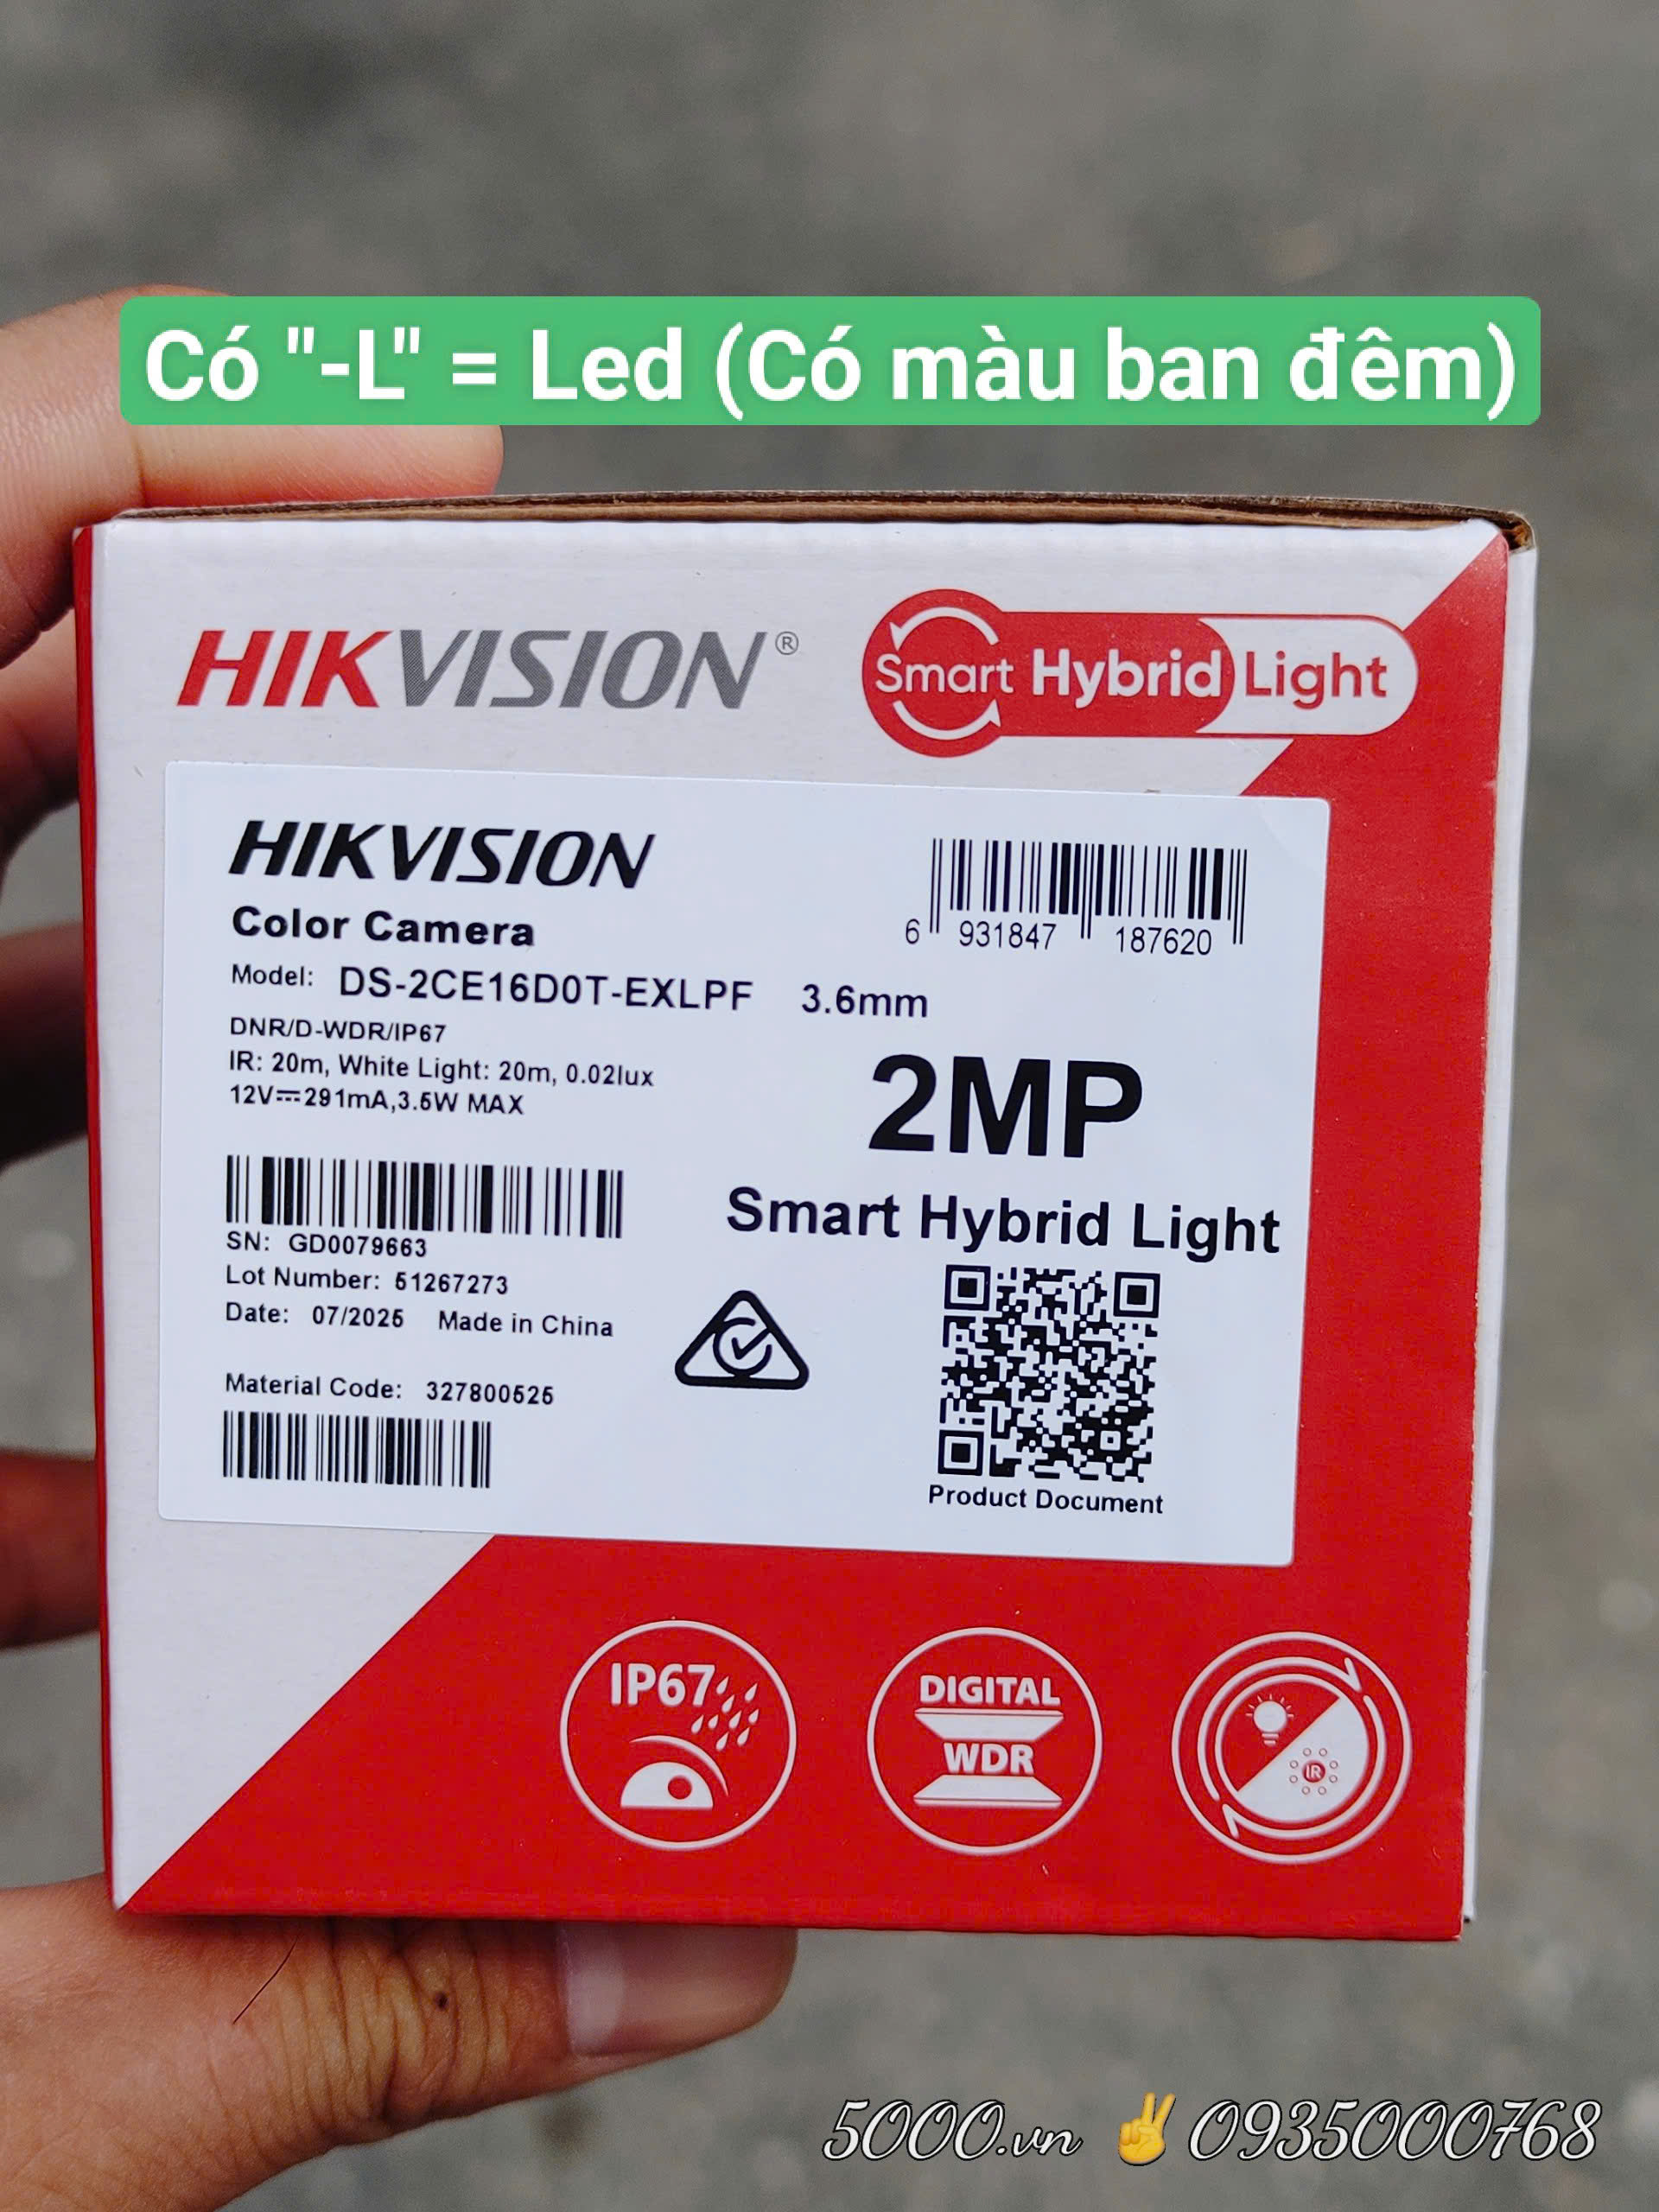 Có "-L" = Led (Có màu ban đêm)
HIKVISION®
Smart Hybrid Light
HIKVISION
Color Camera
6 931847 187620
Model: DS-2CE16D0T-EXLPF 3.6mm
DNR/D-WDR/IP67
IR: 20m, White Light: 20m, 0.02lux
12V⎓291mA,3.5W MAX
2MP
Smart Hybrid Light
SN: GD0079663
Lot Number: 51267273
Date: 07/2025 Made in China
Material Code: 327800525
Product Document
IP67
DIGITAL
WDR
IR
5000.vn ✌️0935000768